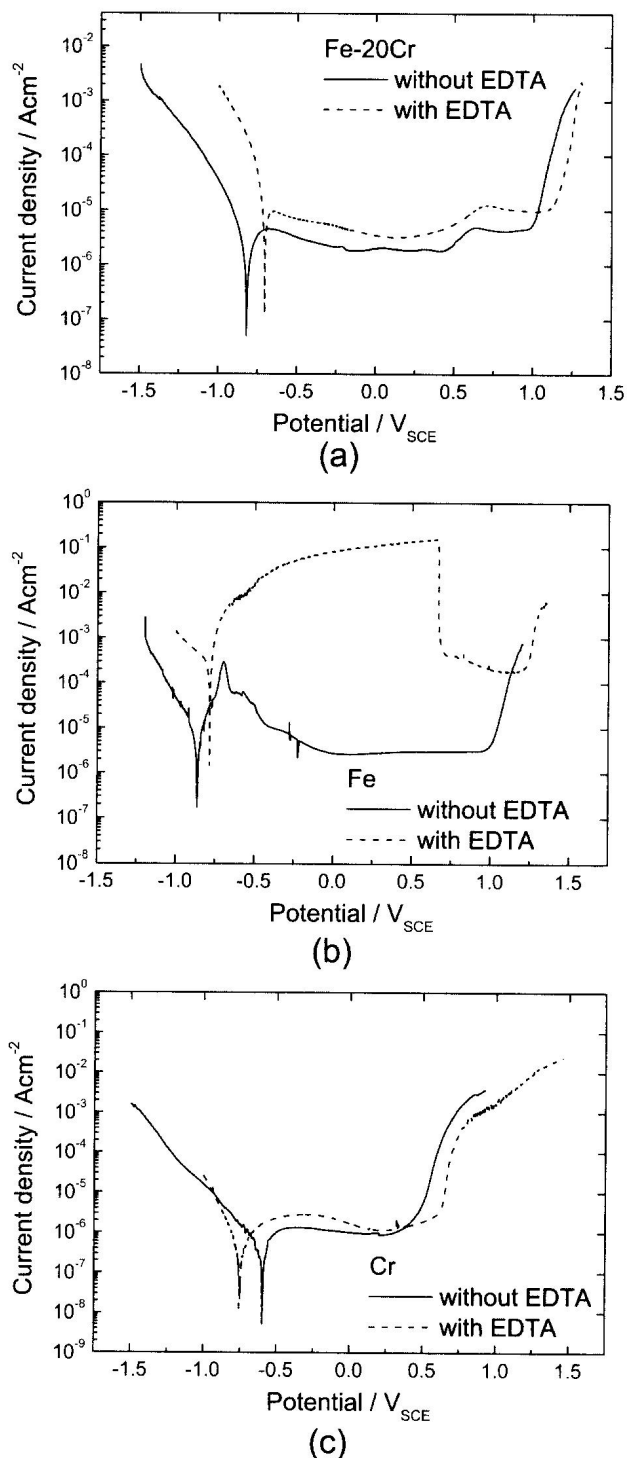 Fe-20Cr
without EDTA
with EDTA
10⁻²
10⁻³
10⁻⁴
10⁻⁵
10⁻⁶
10⁻⁷
10⁻⁸
Current density / Acm⁻²
-1.5 -1.0 -0.5 0.0 0.5 1.0 1.5
Potential / V_SCE
(a)
10⁰
10⁻¹
10⁻²
10⁻³
10⁻⁴
10⁻⁵
10⁻⁶
10⁻⁷
10⁻⁸
Current density / Acm⁻²
Fe
without EDTA
with EDTA
-1.5 -1.0 -0.5 0.0 0.5 1.0 1.5
Potential / V_SCE
(b)
10⁰
10⁻¹
10⁻²
10⁻³
10⁻⁴
10⁻⁵
10⁻⁶
10⁻⁷
10⁻⁸
10⁻⁹
Current density / Acm⁻²
Cr
without EDTA
with EDTA
-1.5 -1.0 -0.5 0.0 0.5 1.0 1.5
Potential / V_SCE
(c)